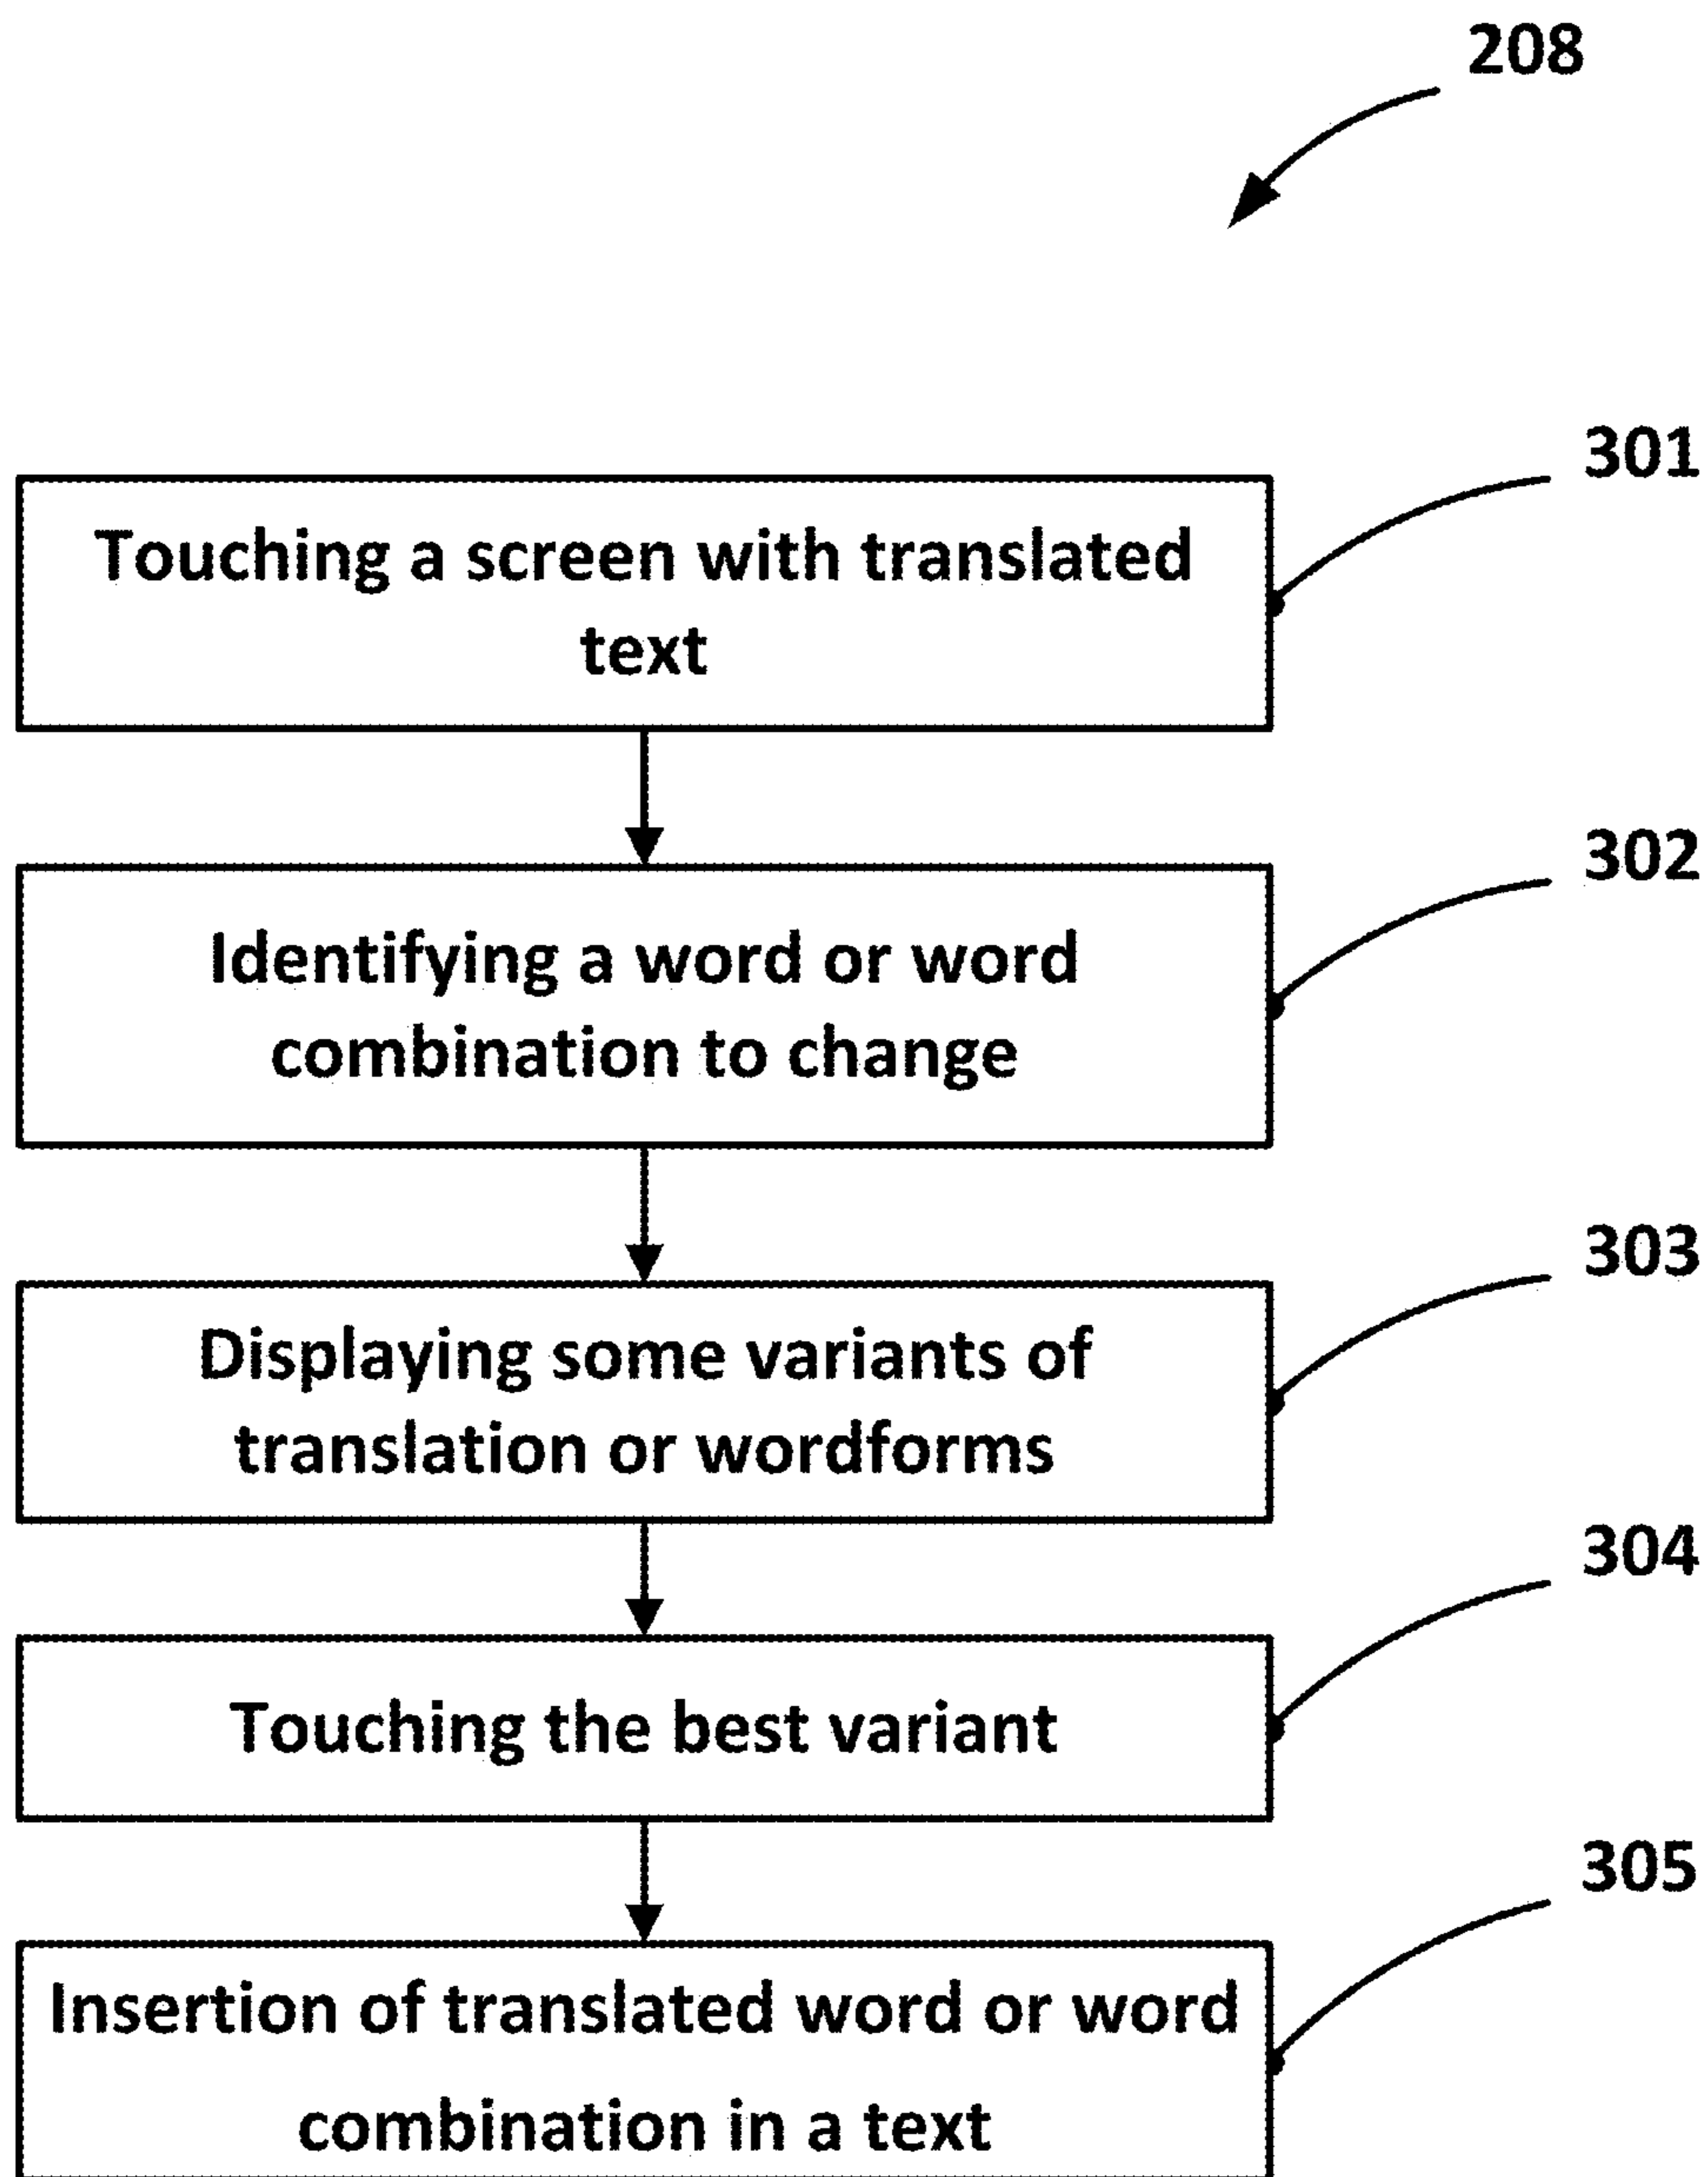 208
301
Touching a screen with translated
text
302
Identifying a word or word
combination to change
303
Displaying some variants of
translation or wordforms
304
Touching the best variant
305
Insertion of translated word or word
combination in a text